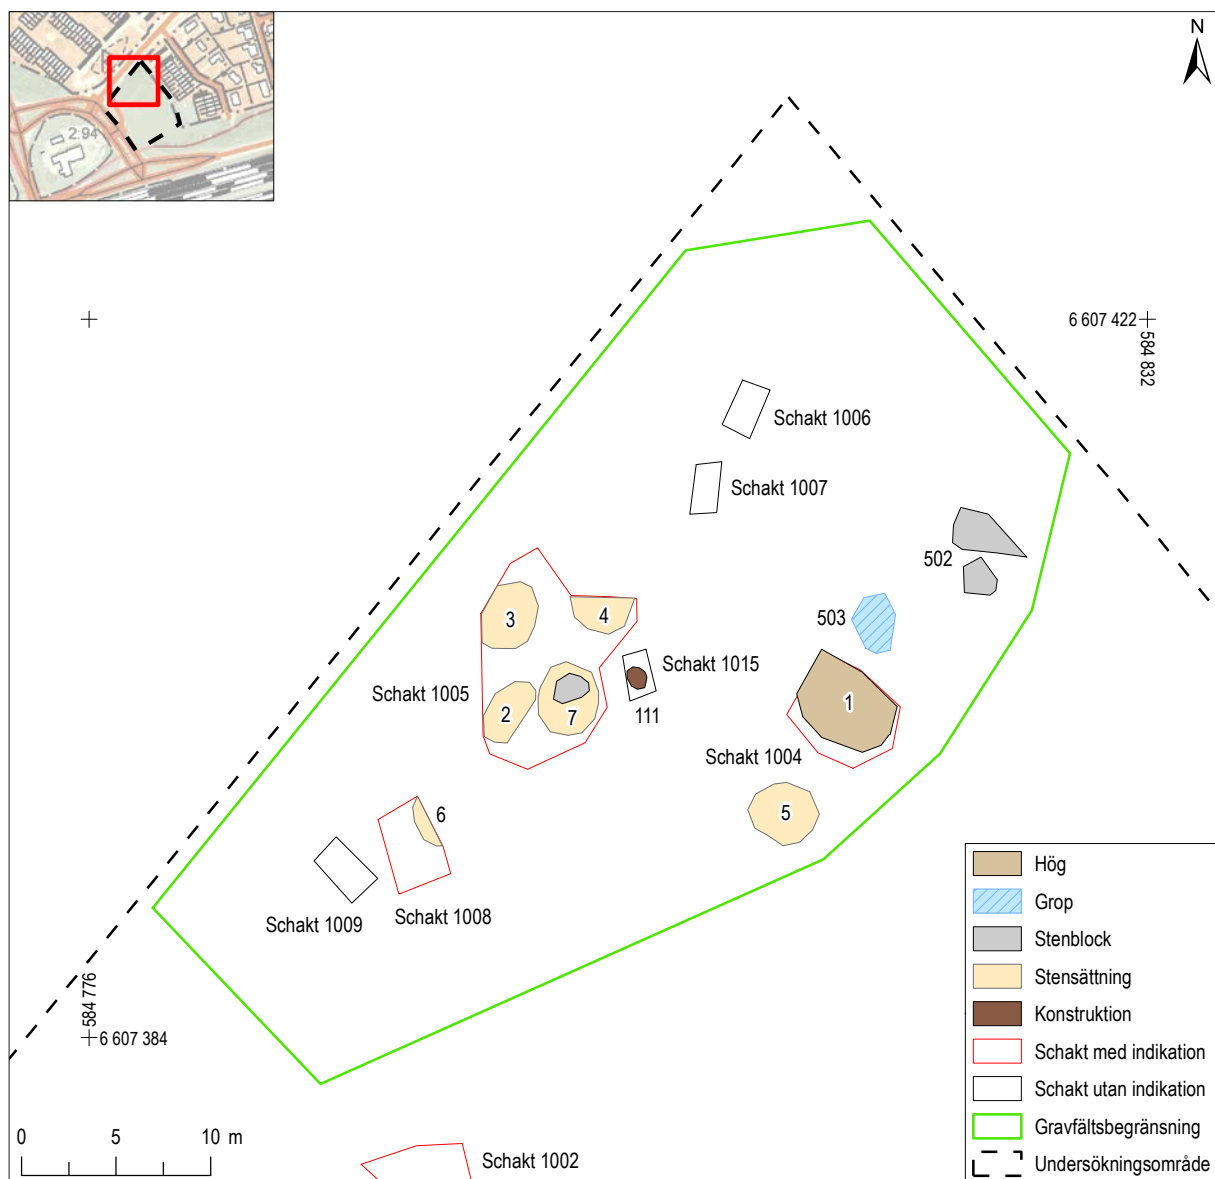 2:94
N
6 607 422
584 832
Schakt 1006
Schakt 1007
502
3
4
503
Schakt 1015
Schakt 1005
2
7
111
1
Schakt 1004
5
6
Schakt 1009
Schakt 1008
584 776
6 607 384
0 5 10 m
Schakt 1002
Hög
Grop
Stenblock
Stensättning
Konstruktion
Schakt med indikation
Schakt utan indikation
Gravfältsbegränsning
Undersökningsområde